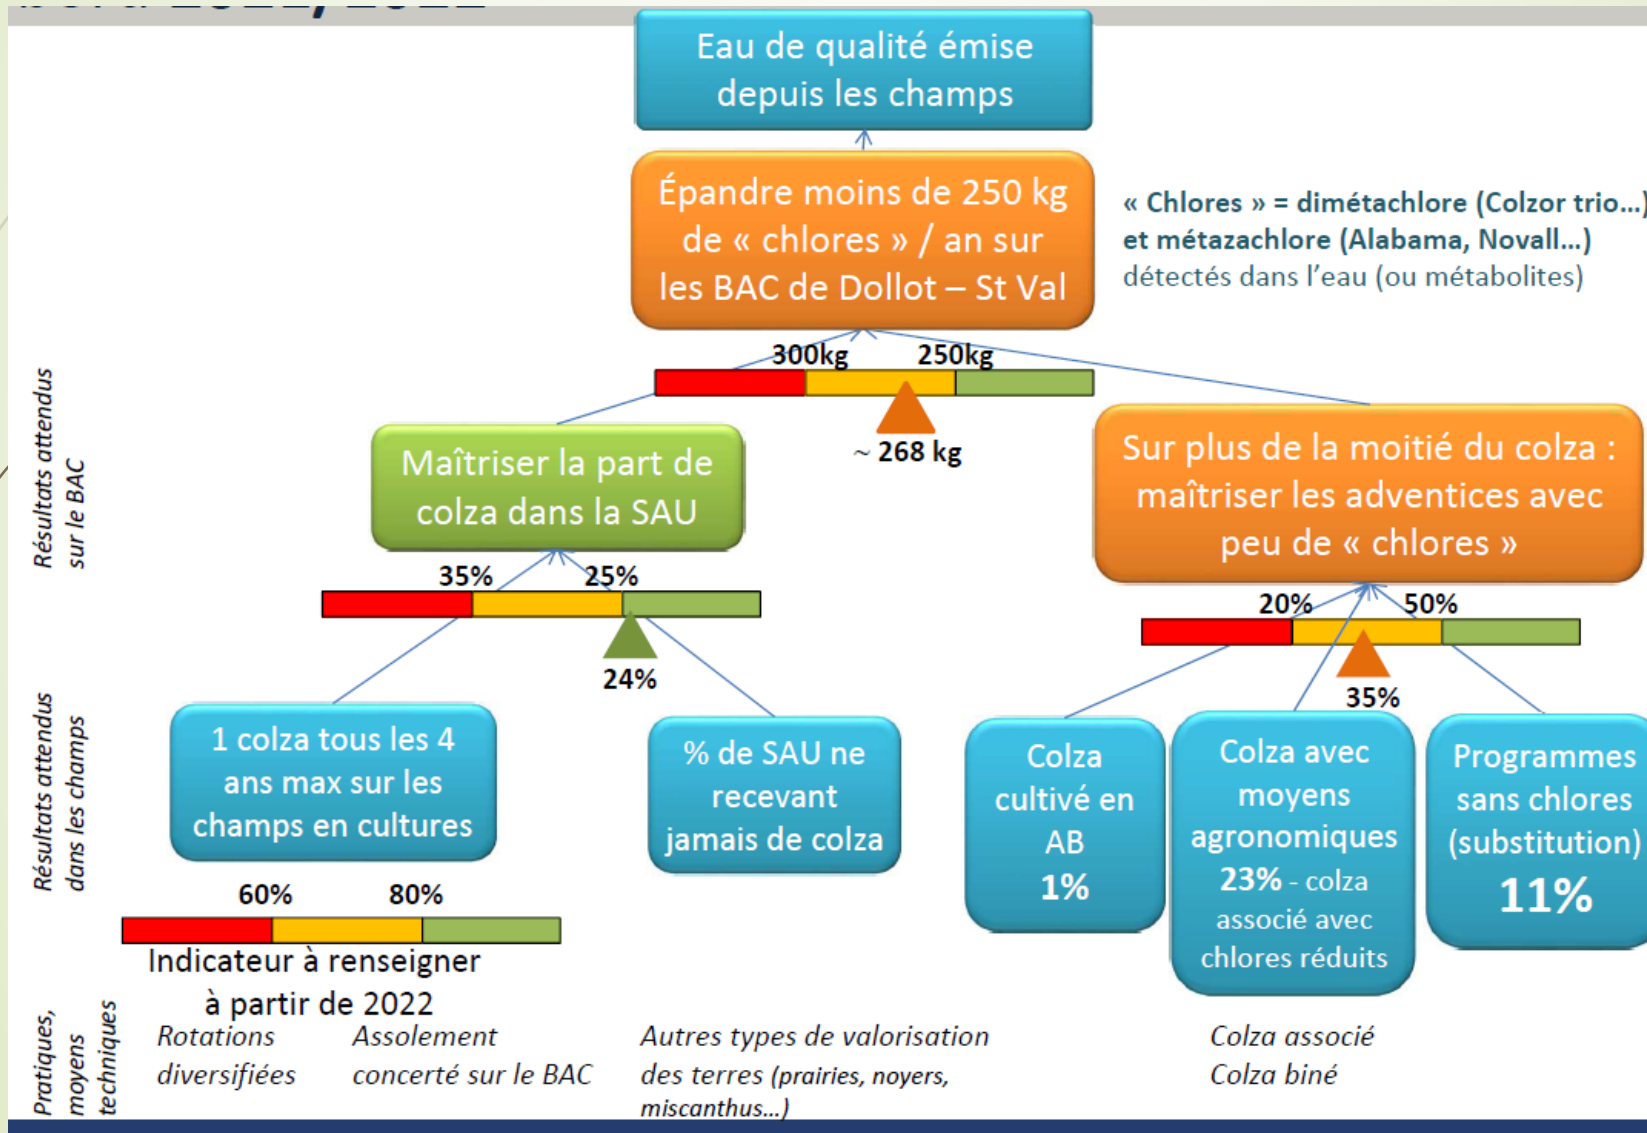 2021/2022
Eau de qualité émise
depuis les champs
Épandre moins de 250 kg
de « chlores » / an sur
les BAC de Dollot – St Val
« Chlores » = dimétachlore (Colzor trio...)
et métazachlore (Alabama, Novall...)
détectés dans l'eau (ou métabolites)
300kg 250kg
~ 268 kg
Résultats attendus
sur le BAC
Maîtriser la part de
colza dans la SAU
Sur plus de la moitié du colza :
maîtriser les adventices avec
peu de « chlores »
35% 25%
24%
20% 50%
35%
Résultats attendus
dans les champs
1 colza tous les 4
ans max sur les
champs en cultures
% de SAU ne
recevant
jamais de colza
Colza
cultivé en
AB
1%
Colza avec
moyens
agronomiques
23% - colza
associé avec
chlores réduits
Programmes
sans chlores
(substitution)
11%
60% 80%
Indicateur à renseigner
à partir de 2022
Pratiques,
moyens
techniques
Rotations
diversifiées
Assolement
concerté sur le BAC
Autres types de valorisation
des terres (prairies, noyers,
miscanthus...)
Colza associé
Colza biné